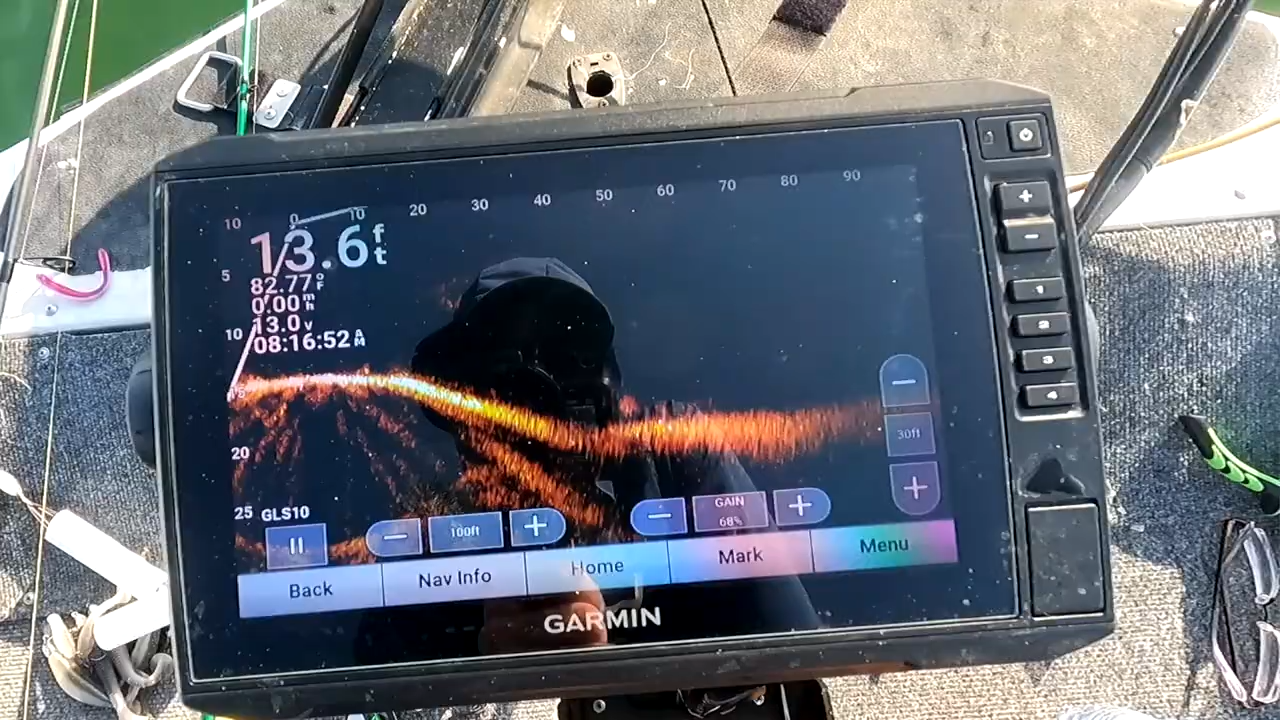 0 10 20 30 40 50 60 70 80 90
10
13.6 ft
5
82.77°F
0.00 mh
10
13.0 v
08:16:52 AM
15
20
30ft
25 GLS10
100ft
GAIN
68%
Back Nav Info Home Mark Menu
GARMIN
1
2
3
4